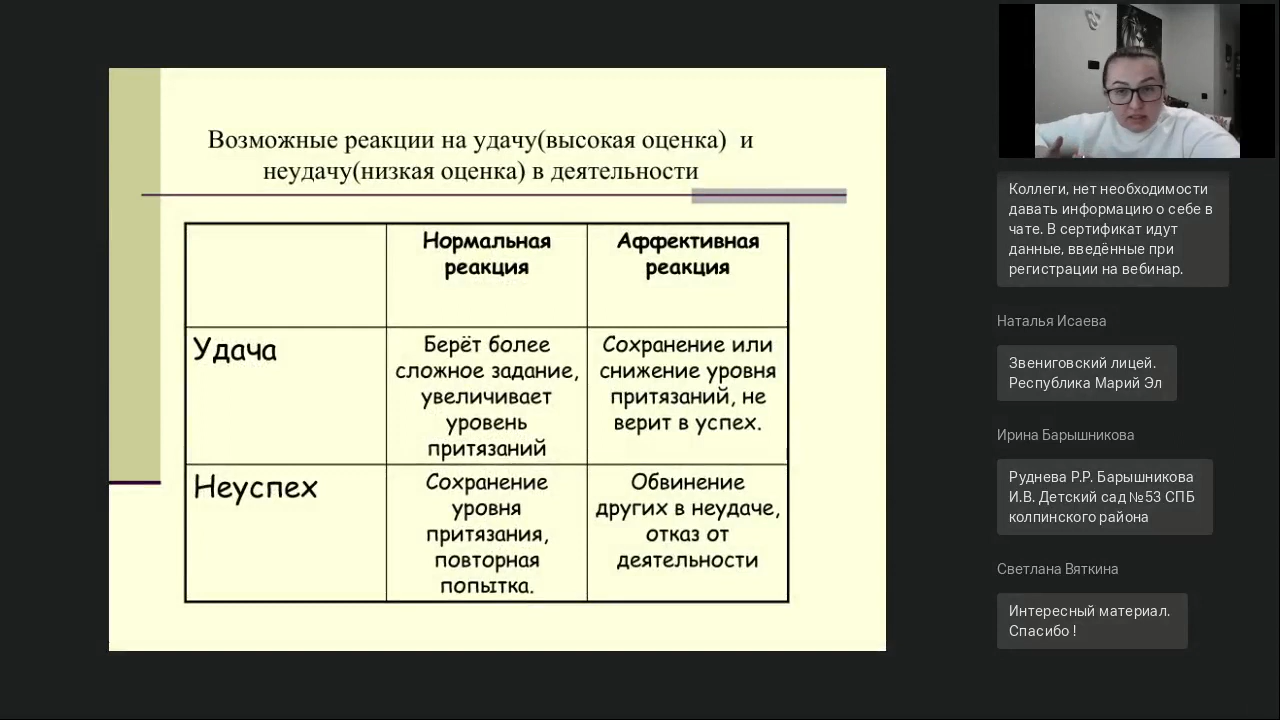 Возможные реакции на удачу(высокая оценка)  и
неудачу(низкая оценка) в деятельности
Нормальная
реакция
Аффективная
реакция
Удача
Берёт более
сложное задание,
увеличивает
уровень
притязаний
Сохранение или
снижение уровня
притязаний, не
верит в успех.
Неуспех
Сохранение
уровня
притязания,
повторная
попытка.
Обвинение
других в неудаче,
отказ от
деятельности
Коллеги, нет необходимости
давать информацию о себе в
чате. В сертификат идут
данные, введённые при
регистрации на вебинар.
Наталья Исаева
Звениговский лицей.
Республика Марий Эл
Ирина Барышникова
Руднева Р.Р. Барышникова
И.В. Детский сад №53 СПБ
колпинского района
Светлана Вяткина
Интересный материал.
Спасибо !